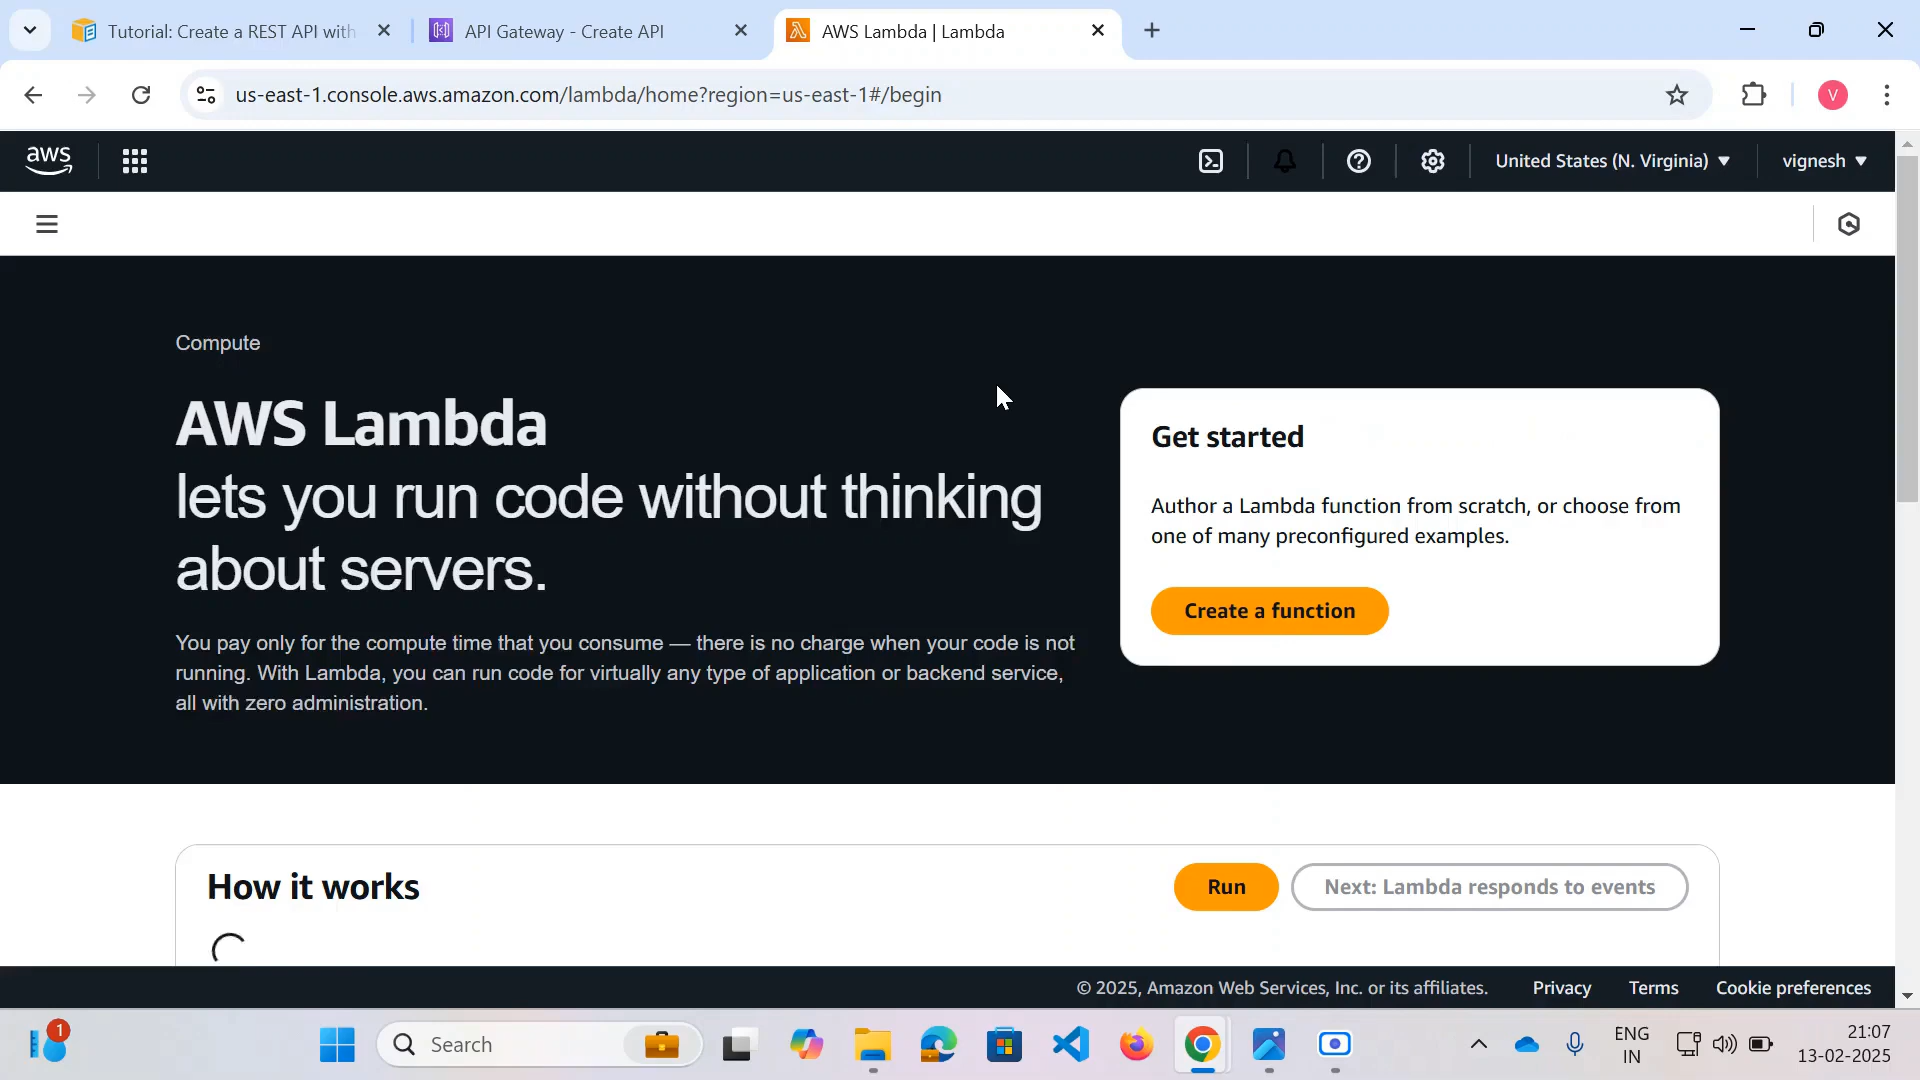 Tutorial: Create a REST API with
API Gateway - Create API
AWS Lambda | Lambda
us-east-1.console.aws.amazon.com/lambda/home?region=us-east-1#/begin
V
aws
United States (N. Virginia)
vignesh
Compute
AWS Lambda
lets you run code without thinking
about servers.
You pay only for the compute time that you consume — there is no charge when your code is not
running. With Lambda, you can run code for virtually any type of application or backend service,
all with zero administration.
Get started
Author a Lambda function from scratch, or choose from
one of many preconfigured examples.
Create a function
How it works
Run
Next: Lambda responds to events
© 2025, Amazon Web Services, Inc. or its affiliates.
Privacy
Terms
Cookie preferences
1
Search
ENG
IN
21:07
13-02-2025